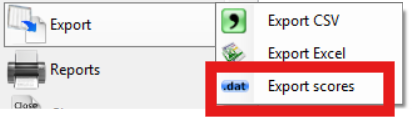 Export
Export CSV
Export Excel
Reports
.dat Export scores
Close